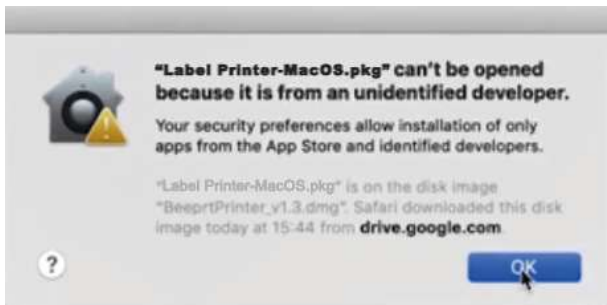 "Label Printer-MacOS.pkg" can't be opened
because it is from an unidentified developer.
Your security preferences allow installation of only
apps from the App Store and identified developers.
"Label Printer-MacOS.pkg" is on the disk image
"BeeprtPrinter_v1.3.dmg". Safari downloaded this disk
image today at 15:44 from drive.google.com.
?
OK